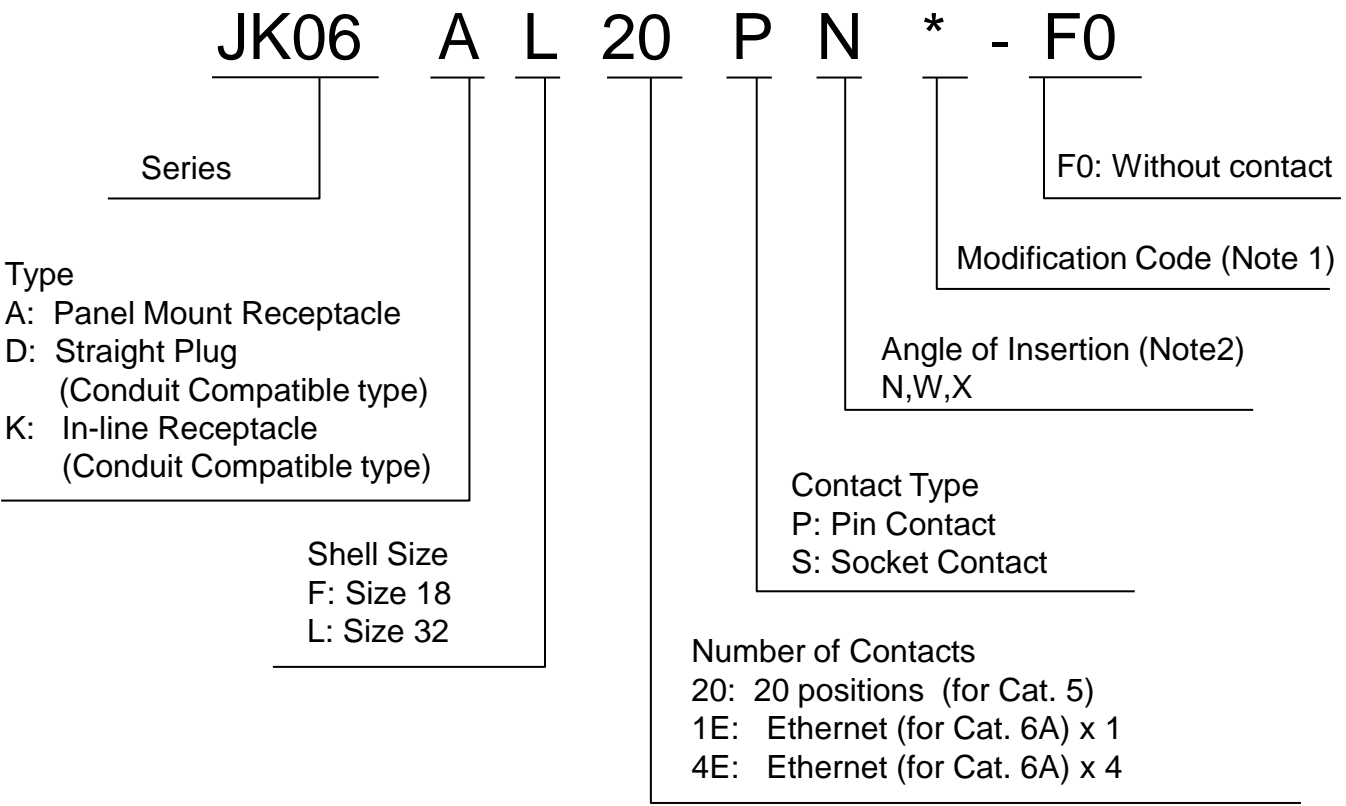 JK06 A L 20 P N * - F0
Series
F0: Without contact
Modification Code (Note 1)
Type
A: Panel Mount Receptacle
D: Straight Plug
(Conduit Compatible type)
K: In-line Receptacle
(Conduit Compatible type)
Angle of Insertion (Note2)
N,W,X
Contact Type
P: Pin Contact
S: Socket Contact
Shell Size
F: Size 18
L: Size 32
Number of Contacts
20: 20 positions (for Cat. 5)
1E: Ethernet (for Cat. 6A) x 1
4E: Ethernet (for Cat. 6A) x 4